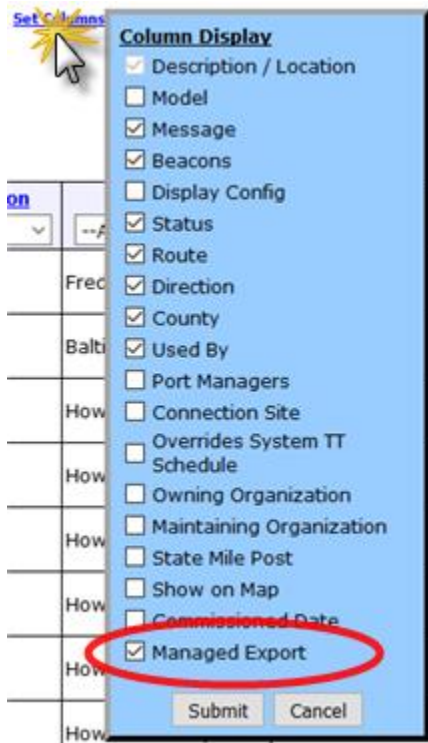 Set Columns
Column Display
Description / Location
Model
Message
Beacons
on
Display Config
Status
--A
Route
Frec
Direction
County
Balti
Used By
Port Managers
How
Connection Site
Overrides System TT
Schedule
How
Owning Organization
Maintaining Organization
How
State Mile Post
Show on Map
How
Commissioned Date
Managed Export
How
Submit Cancel
How